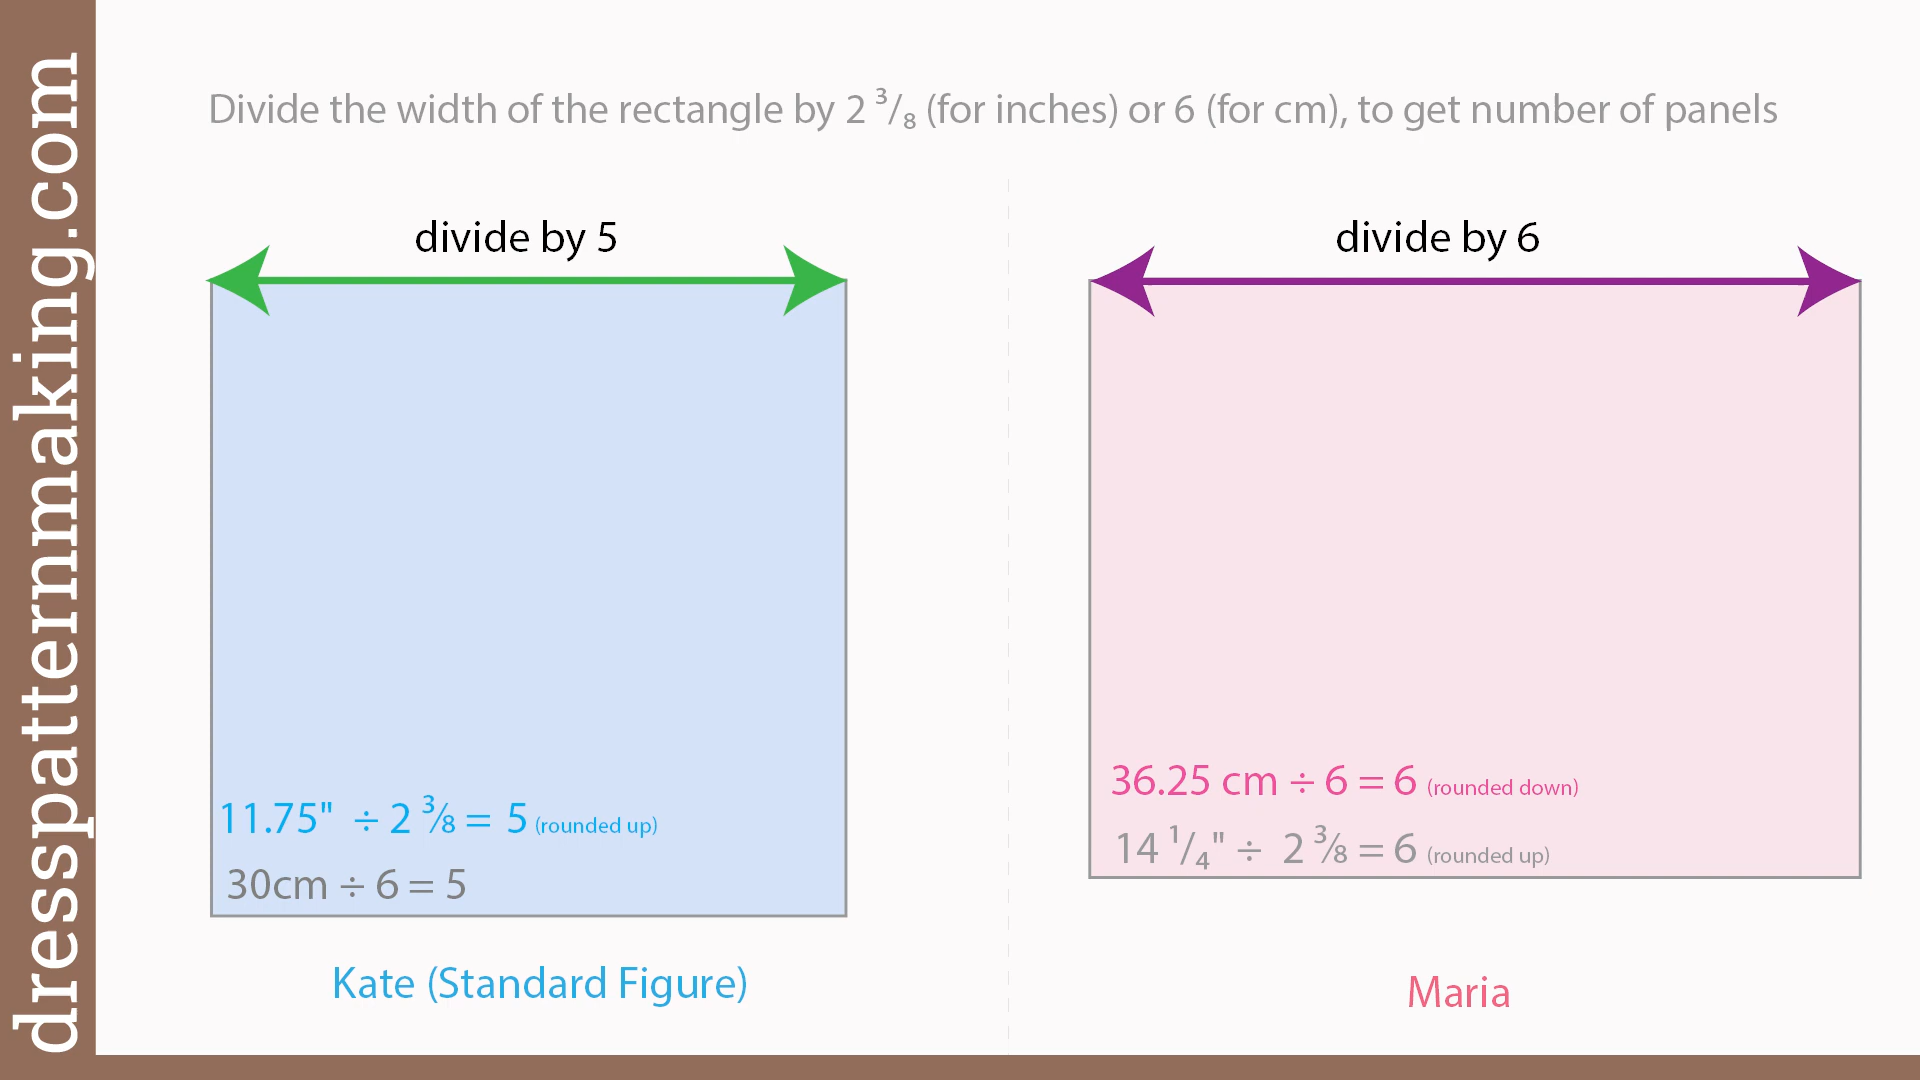 dresspatternmaking.com
Divide the width of the rectangle by 2 3/8 (for inches) or 6 (for cm), to get number of panels
divide by 5
11.75" ÷ 2 3/8 = 5 (rounded up)
30cm ÷ 6 = 5
Kate (Standard Figure)
divide by 6
36.25 cm ÷ 6 = 6 (rounded down)
14 1/4" ÷ 2 3/8 = 6 (rounded up)
Maria